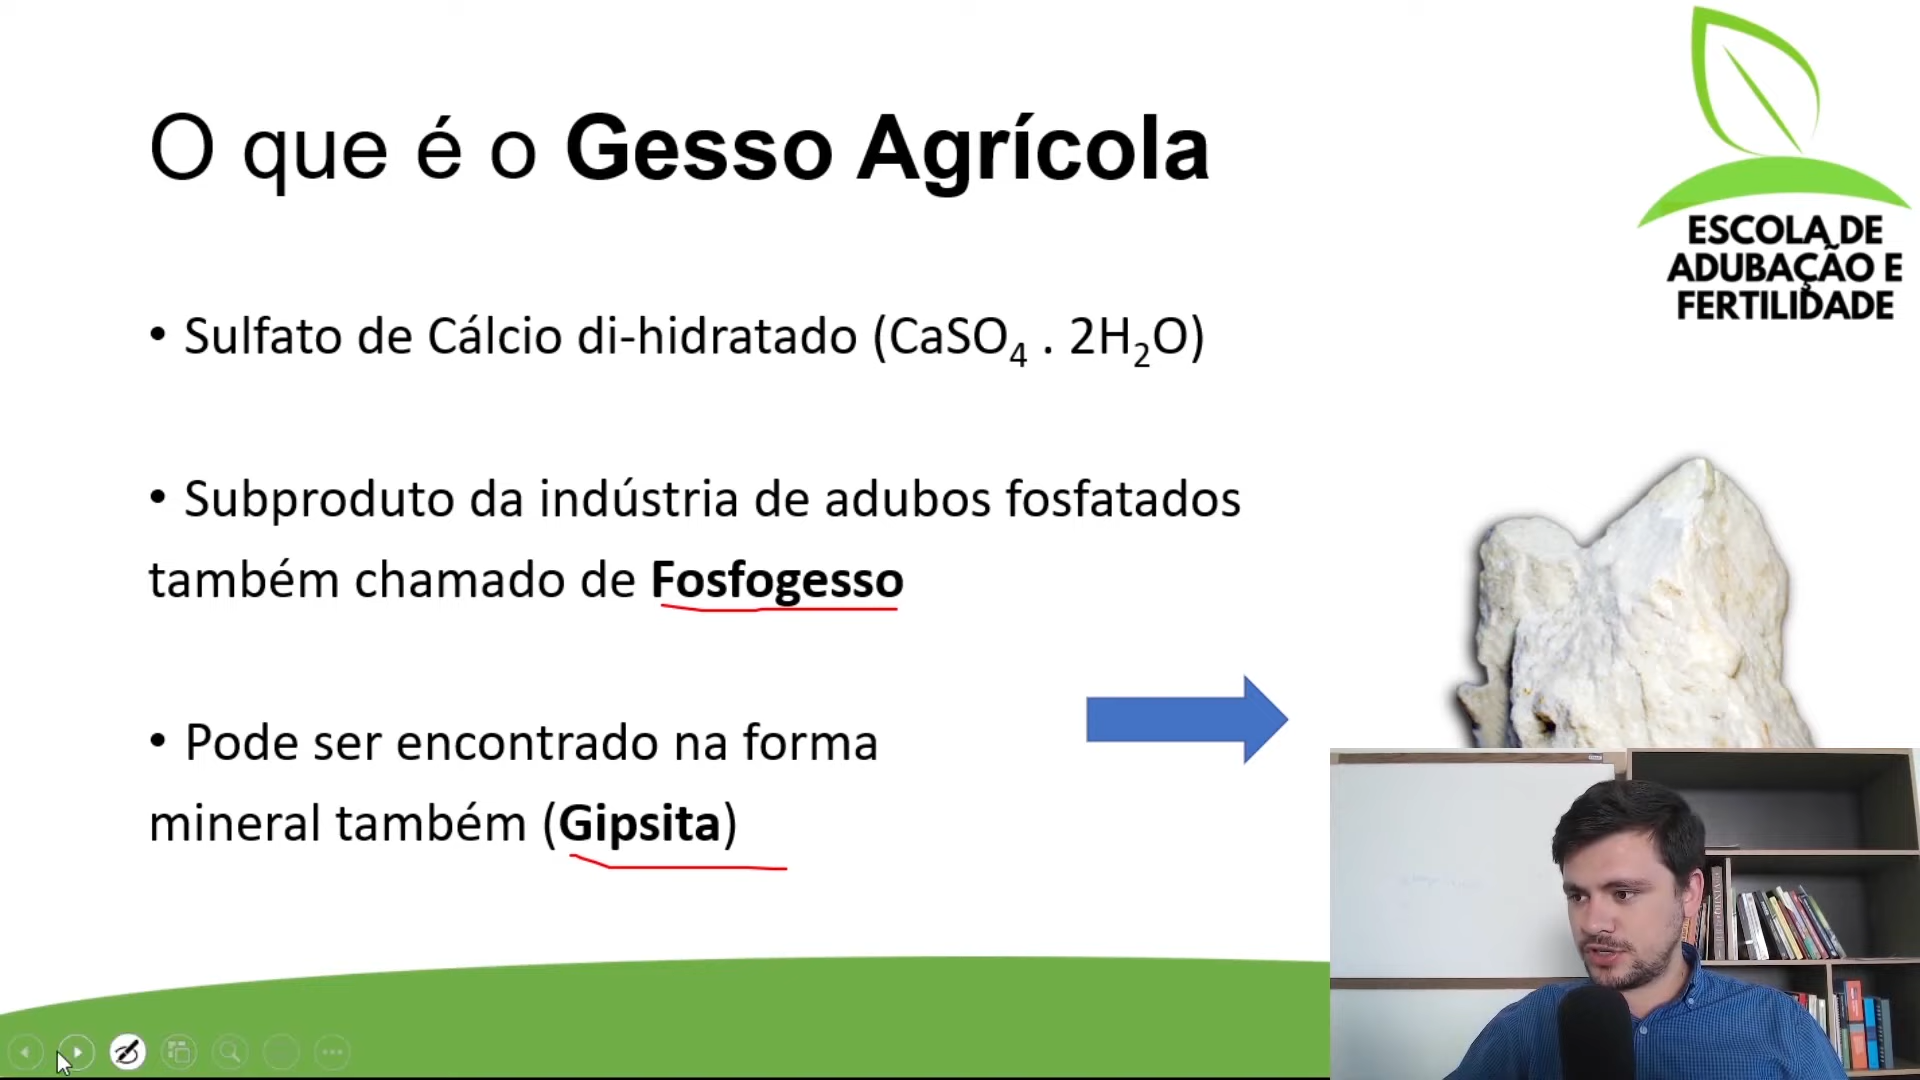 O que é o Gesso Agrícola
ESCOLA DE
ADUBAÇÃO E
FERTILIDADE
• Sulfato de Cálcio di-hidratado (CaSO₄ . 2H₂O)
• Subproduto da indústria de adubos fosfatados
também chamado de Fosfogesso
• Pode ser encontrado na forma
mineral também (Gipsita)